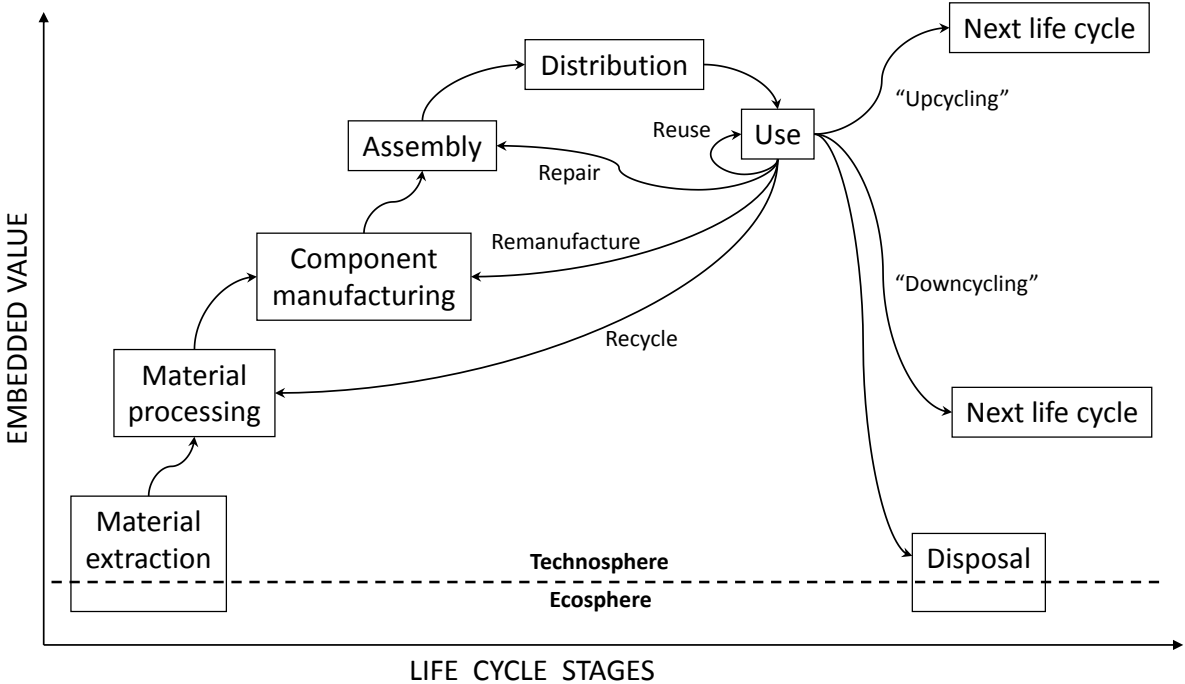 Next life cycle
Distribution
"Upcycling"
Reuse
Use
Assembly
Repair
Remanufacture
Component
manufacturing
"Downcycling"
Recycle
Material
processing
Next life cycle
Material
extraction
Technosphere
Disposal
Ecosphere
EMBEDDED VALUE
LIFE CYCLE STAGES